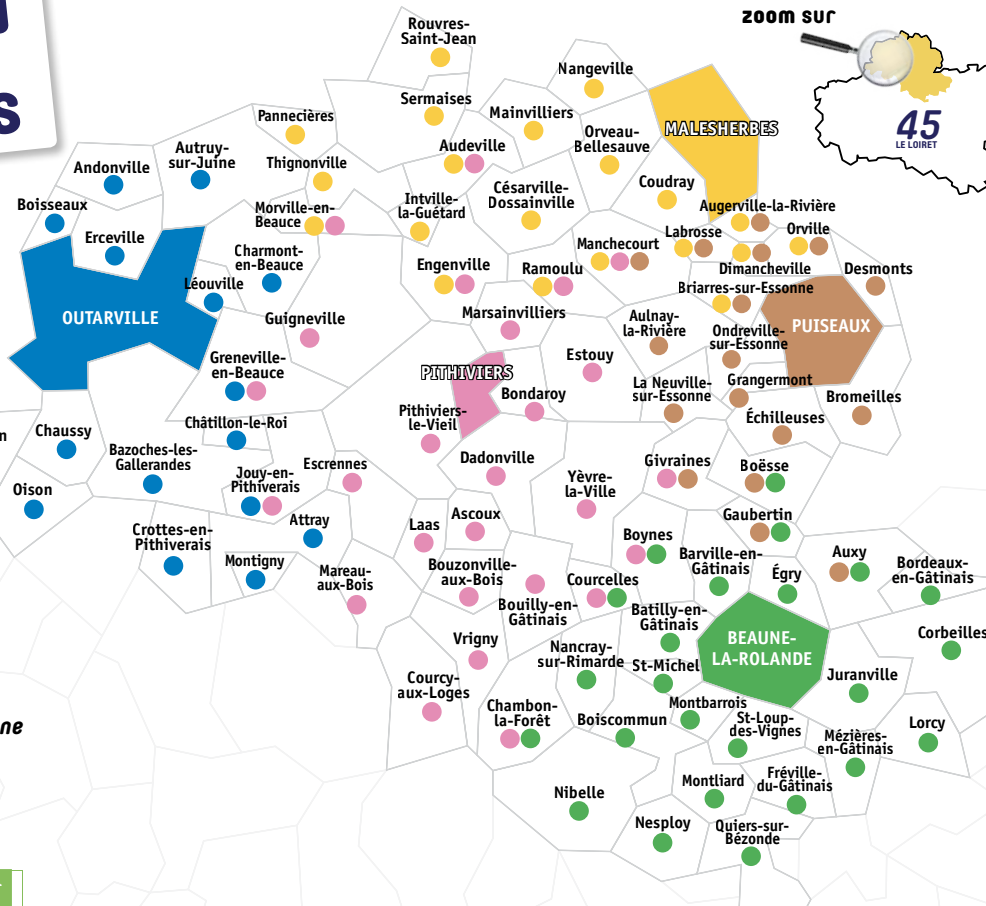 s
zoom sur
45
LE LOIRET
Rouvres-
Saint-Jean
Nangeville
Sermaises
Mainvilliers
Pannecières
MALESHERBES
Orveau-
Bellesauve
Autruy-
sur-Juine
Audeville
Andonville
Thignonville
Coudray
Césarville-
Dossainville
Boisseaux
Morville-en-
Beauce
Intville-
la-Guétard
Augerville-la-Rivière
Labrosse
Orville
Erceville
Manchecourt
Charmont-
en-Beauce
Engenville
Ramoulu
Dimancheville
Desmonts
Léouville
Briarres-sur-Essonne
OUTARVILLE
Guigneville
Marsainvilliers
Aulnay-
la-Rivière
PUISEAUX
Ondreville-
sur-Essonne
Greneville-
en-Beauce
Estouy
PITHIVIERS
La Neuville-
sur-Essonne
Grangermont
Bondaroy
Bromeilles
Pithiviers-
le-Vieil
Échilleuses
Châtillon-le-Roi
n
Chaussy
Bazoches-les-
Gallerandes
Dadonville
Givraines
Boësse
Escrennes
Jouy-en-
Pithiverais
Yèvre-
la-Ville
Oison
Gaubertin
Attray
Ascoux
Laas
Crottes-en-
Pithiverais
Boynes
Barville-en-
Gâtinais
Auxy
Montigny
Bordeaux-
en-Gâtinais
Mareau-
aux-Bois
Bouzonville-
aux-Bois
Courcelles
Égry
Bouilly-en-
Gâtinais
Batilly-en-
Gâtinais
BEAUNE-
LA-ROLANDE
Corbeilles
Vrigny
Nancray-
sur-Rimarde
St-Michel
Juranville
Courcy-
aux-Loges
Montbarrois
Chambon-
la-Forêt
Boiscommun
St-Loup-
des-Vignes
Lorcy
ne
Mézières-
en-Gâtinais
Nibelle
Montliard
Fréville-
du-Gâtinais
Nesploy
Quiers-sur-
Bézonde